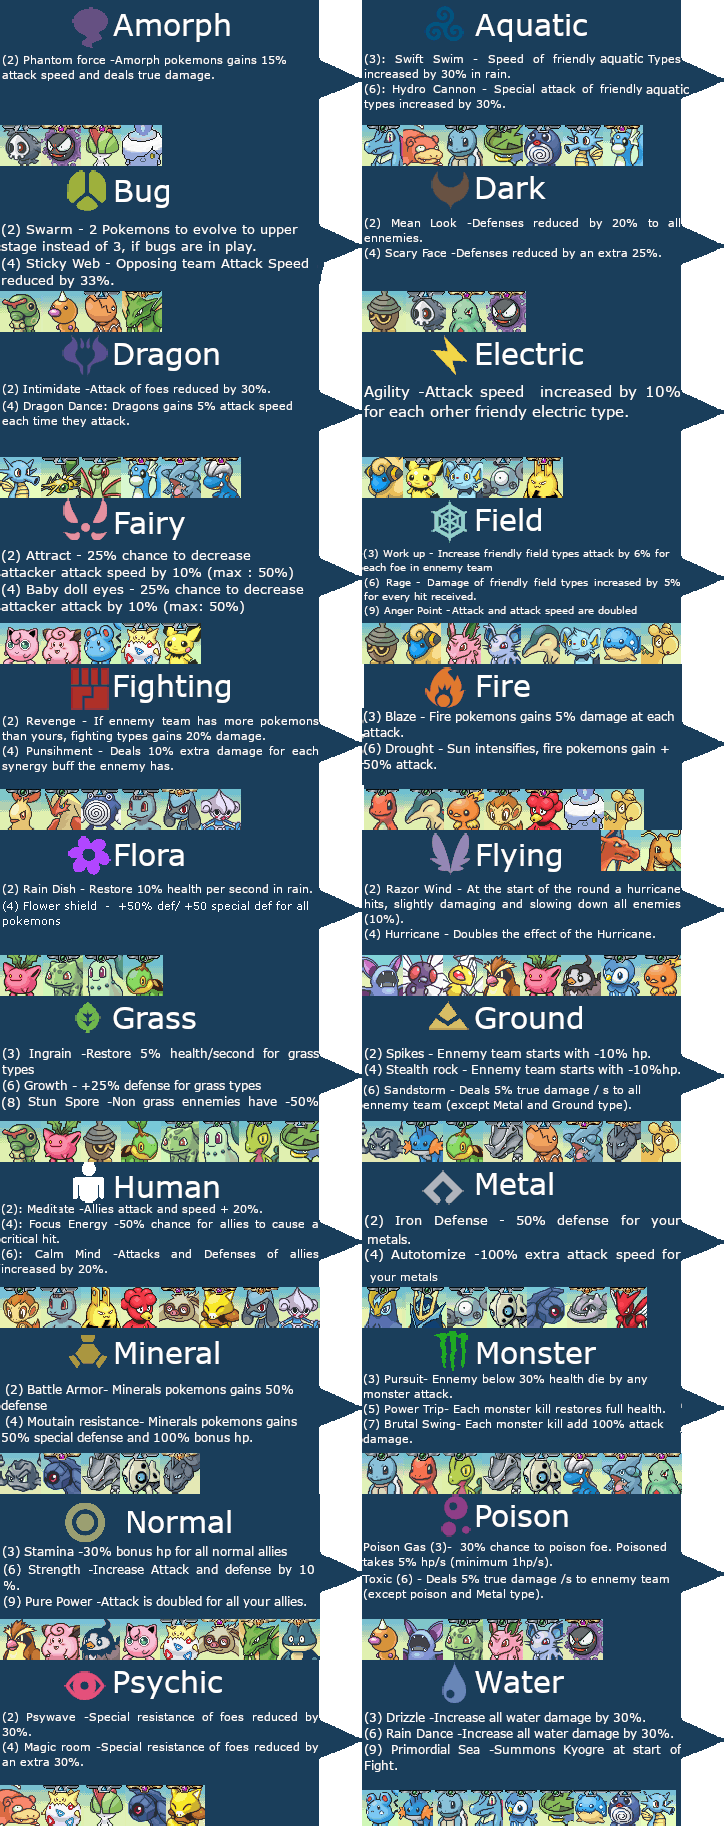 Amorph
(2) Phantom force -Amorph pokemons gains 15%
attack speed and deals true damage.
Aquatic
(3): Swift Swim - Speed of friendly aquatic Types
increased by 30% in rain.
(6): Hydro Cannon - Special attack of friendly aquatic
types increased by 30%.
Bug
(2) Swarm - 2 Pokemons to evolve to upper
stage instead of 3, if bugs are in play.
(4) Sticky Web - Opposing team Attack Speed
reduced by 33%.
Dark
(2) Mean Look -Defenses reduced by 20% to all
ennemies.
(4) Scary Face -Defenses reduced by an extra 25%.
Dragon
(2) Intimidate -Attack of foes reduced by 30%.
(4) Dragon Dance: Dragons gains 5% attack speed
each time they attack.
Electric
Agility -Attack speed increased by 10%
for each orher friendy electric type.
Fairy
(2) Attract - 25% chance to decrease
attacker attack speed by 10% (max : 50%)
(4) Baby doll eyes - 25% chance to decrease
attacker attack by 10% (max: 50%)
Field
(3) Work up - Increase friendly field types attack by 6% for
each foe in ennemy team
(6) Rage - Damage of friendly field types increased by 5%
for every hit received.
(9) Anger Point -Attack and attack speed are doubled
Fighting
(2) Revenge - If ennemy team has more pokemons
than yours, fighting types gains 20% damage.
(4) Punsihment - Deals 10% extra damage for each
synergy buff the ennemy has.
Fire
(3) Blaze - Fire pokemons gains 5% damage at each
attack.
(6) Drought - Sun intensifies, fire pokemons gain +
50% attack.
Flora
(2) Rain Dish - Restore 10% health per second in rain.
(4) Flower shield - +50% def/ +50 special def for all
pokemons
Flying
(2) Razor Wind - At the start of the round a hurricane
hits, slightly damaging and slowing down all enemies
(10%).
(4) Hurricane - Doubles the effect of the Hurricane.
Grass
(3) Ingrain -Restore 5% health/second for grass
types
(6) Growth - +25% defense for grass types
(8) Stun Spore -Non grass ennemies have -50%
Ground
(2) Spikes - Ennemy team starts with -10% hp.
(4) Stealth rock - Ennemy team starts with -10%hp.
(6) Sandstorm - Deals 5% true damage / s to all
ennemy team (except Metal and Ground type).
Human
(2): Meditate -Allies attack and speed + 20%.
(4): Focus Energy -50% chance for allies to cause a
critical hit.
(6): Calm Mind -Attacks and Defenses of allies
increased by 20%.
Metal
(2) Iron Defense - 50% defense for your
metals.
(4) Autotomize -100% extra attack speed for
your metals
Mineral
(2) Battle Armor- Minerals pokemons gains 50%
defense
(4) Moutain resistance- Minerals pokemons gains
50% special defense and 100% bonus hp.
Monster
(3) Pursuit- Ennemy below 30% health die by any
monster attack.
(5) Power Trip- Each monster kill restores full health.
(7) Brutal Swing- Each monster kill add 100% attack
damage.
Normal
(3) Stamina -30% bonus hp for all normal allies
(6) Strength -Increase Attack and defense by 10
%.
(9) Pure Power -Attack is doubled for all your allies.
Poison
Poison Gas (3)- 30% chance to poison foe. Poisoned
takes 5% hp/s (minimum 1hp/s).
Toxic (6) - Deals 5% true damage /s to ennemy team
(except poison and Metal type).
Psychic
(2) Psywave -Special resistance of foes reduced by
30%.
(4) Magic room -Special resistance of foes reduced by
an extra 30%.
Water
(3) Drizzle -Increase all water damage by 30%.
(6) Rain Dance -Increase all water damage by 30%.
(9) Primordial Sea -Summons Kyogre at start of
Fight.